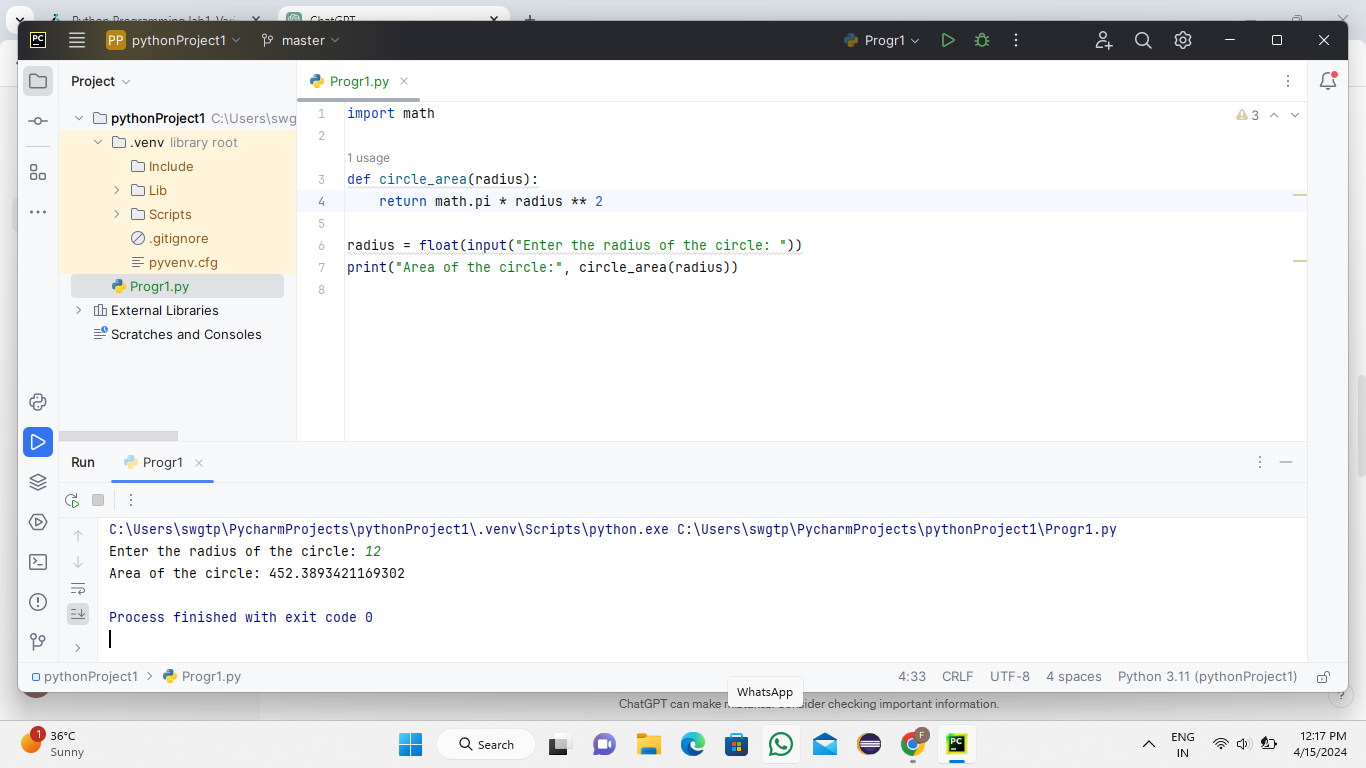 Python Programming lab1, Vari
ChatGPT
PC
PP pythonProject1
master
Progr1
Project
Progr1.py
pythonProject1 C:\Users\swg
.venv library root
Include
Lib
Scripts
.gitignore
pyvenv.cfg
Progr1.py
External Libraries
Scratches and Consoles
3
1 import math
2
1 usage
3 def circle_area(radius):
4 return math.pi * radius ** 2
5
6 radius = float(input("Enter the radius of the circle: "))
7 print("Area of the circle:", circle_area(radius))
8
Run
Progr1
C:\Users\swgtp\PycharmProjects\pythonProject1\.venv\Scripts\python.exe C:\Users\swgtp\PycharmProjects\pythonProject1\Progr1.py
Enter the radius of the circle: 12
Area of the circle: 452.3893421169302
Process finished with exit code 0
pythonProject1 > Progr1.py
4:33 CRLF UTF-8 4 spaces Python 3.11 (pythonProject1)
WhatsApp
ChatGPT can make mistakes. Consider checking important information.
?
1
36°C
Sunny
Search
F
PC
ENG
IN
12:17 PM
4/15/2024